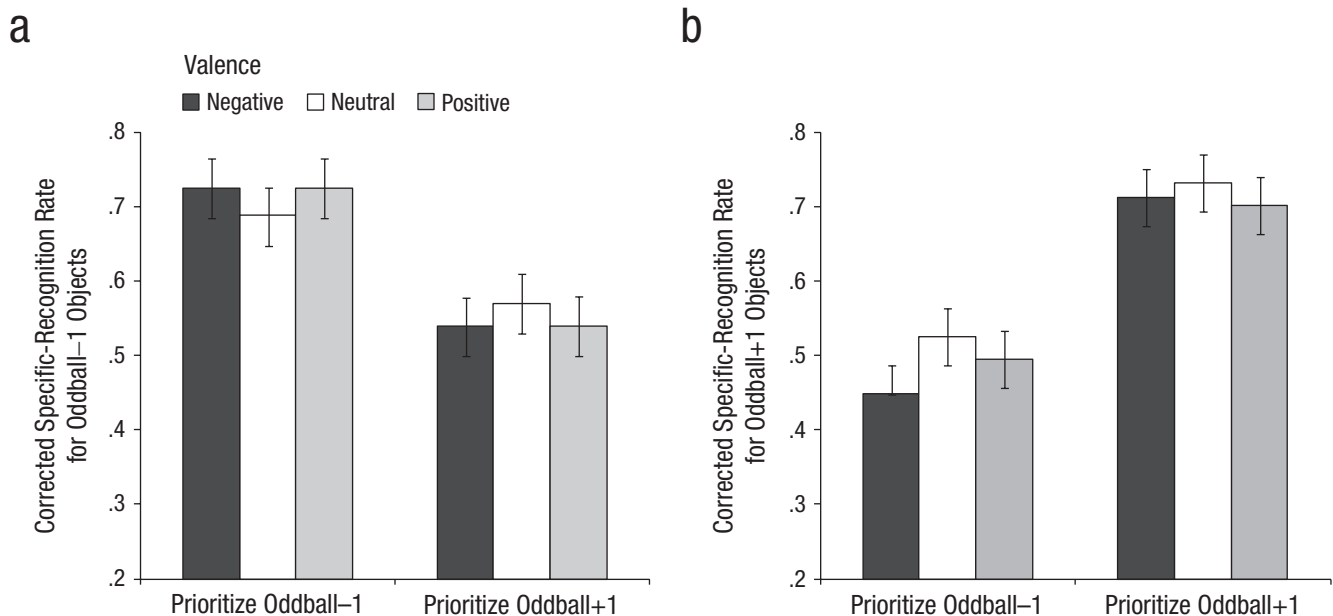 a
Valence
Negative Neutral Positive
Corrected Specific-Recognition Rate
for Oddball–1 Objects
.8
.7
.6
.5
.4
.3
.2
Prioritize Oddball–1 Prioritize Oddball+1
b
Corrected Specific-Recognition Rate
for Oddball+1 Objects
.8
.7
.6
.5
.4
.3
.2
Prioritize Oddball–1 Prioritize Oddball+1